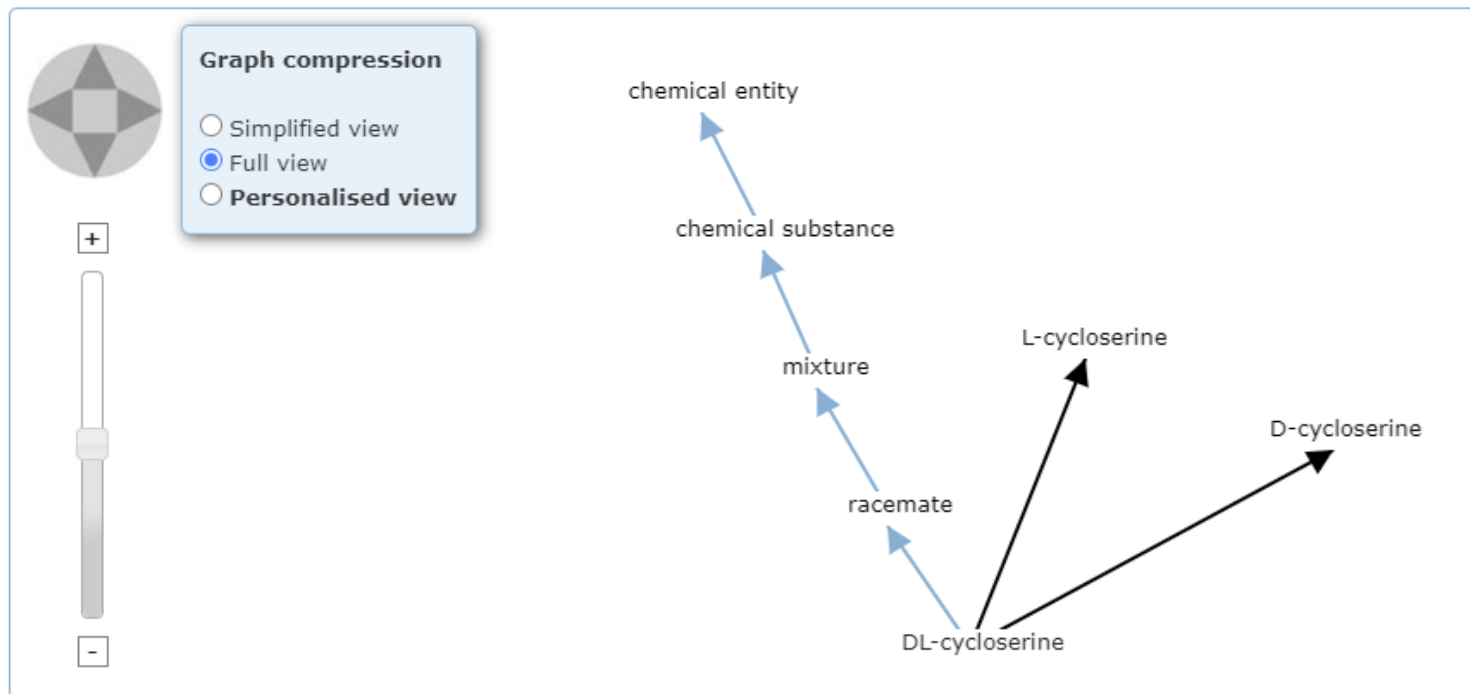 Graph compression
Simplified view
Full view
Personalised view
+
-
chemical entity
chemical substance
L-cycloserine
mixture
D-cycloserine
racemate
DL-cycloserine